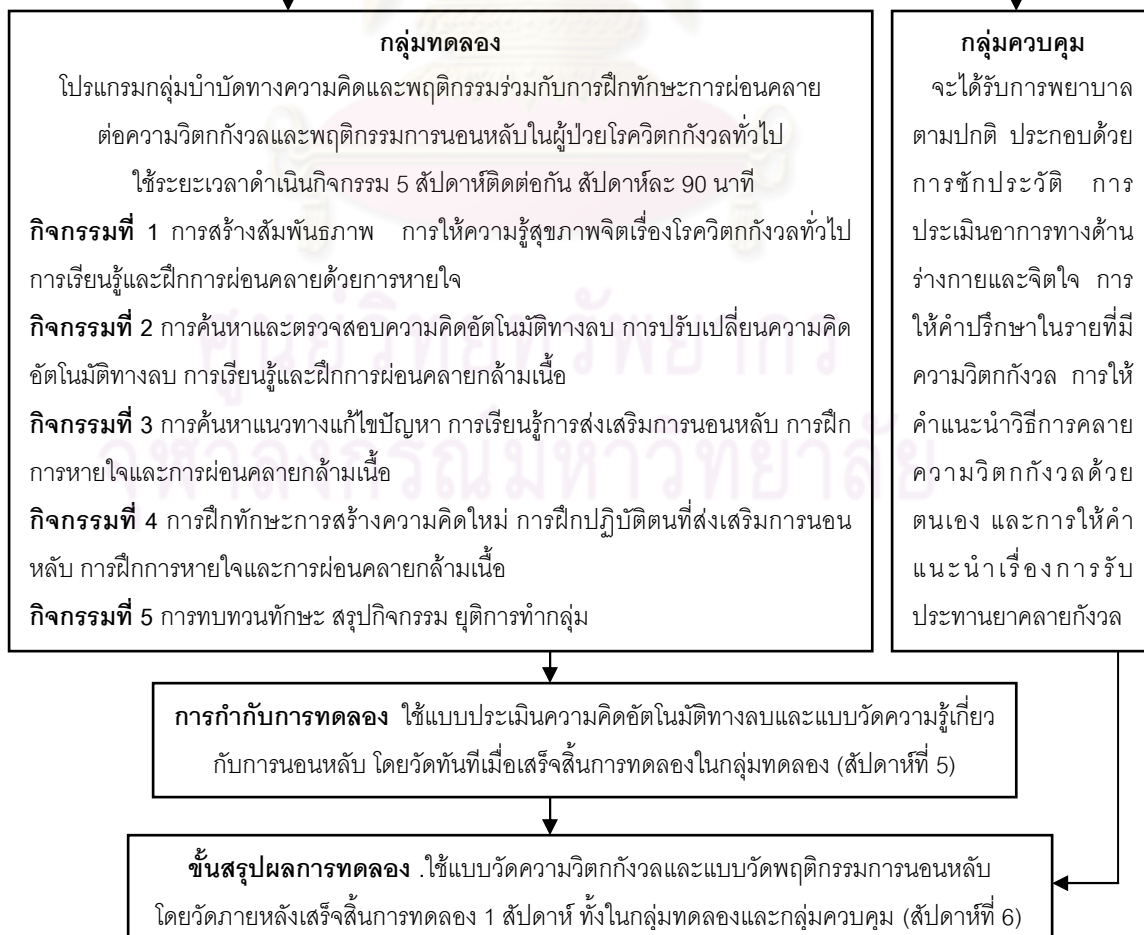 กลุ่มทดลอง
โปรแกรมกลุ่มบำบัดทางความคิดและพฤติกรรมร่วมกับการฝึกทักษะการผ่อนคลาย
ต่อความวิตกกังวลและพฤติกรรมการนอนหลับในผู้ป่วยโรควิตกกังวลทั่วไป
ใช้ระยะเวลาดำเนินกิจกรรม 5 สัปดาห์ติดต่อกัน สัปดาห์ละ 90 นาที
กิจกรรมที่ 1 การสร้างสัมพันธภาพ การให้ความรู้สุขภาพจิตเรื่องโรควิตกกังวลทั่วไป
การเรียนรู้และฝึกการผ่อนคลายด้วยการหายใจ
กิจกรรมที่ 2 การค้นหาและตรวจสอบความคิดอัตโนมัติทางลบ การปรับเปลี่ยนความคิด
อัตโนมัติทางลบ การเรียนรู้และฝึกการผ่อนคลายกล้ามเนื้อ
กิจกรรมที่ 3 การค้นหาแนวทางแก้ไขปัญหา การเรียนรู้การส่งเสริมการนอนหลับ การฝึก
การหายใจและการผ่อนคลายกล้ามเนื้อ
กิจกรรมที่ 4 การฝึกทักษะการสร้างความคิดใหม่ การฝึกปฏิบัติตนที่ส่งเสริมการนอน
หลับ การฝึกการหายใจและการผ่อนคลายกล้ามเนื้อ
กิจกรรมที่ 5 การทบทวนทักษะ สรุปกิจกรรม ยุติการทำกลุ่ม
กลุ่มควบคุม
จะได้รับการพยาบาล
ตามปกติ ประกอบด้วย
การซักประวัติ การ
ประเมินอาการทางด้าน
ร่างกายและจิตใจ การ
ให้คำปรึกษาในรายที่มี
ความวิตกกังวล การให้
คำแนะนำวิธีการคลาย
ความวิตกกังวลด้วย
ตนเอง และการให้คำ
แนะนำเรื่องการรับ
ประทานยาคลายกังวล
การกำกับการทดลอง ใช้แบบประเมินความคิดอัตโนมัติทางลบและแบบวัดความรู้เกี่ยว
กับการนอนหลับ โดยวัดทันทีเมื่อเสร็จสิ้นการทดลองในกลุ่มทดลอง (สัปดาห์ที่ 5)
ขั้นสรุปผลการทดลอง .ใช้แบบวัดความวิตกกังวลและแบบวัดพฤติกรรมการนอนหลับ
โดยวัดภายหลังเสร็จสิ้นการทดลอง 1 สัปดาห์ ทั้งในกลุ่มทดลองและกลุ่มควบคุม (สัปดาห์ที่ 6)
ศูนย์วิทยทรัพยากร
จุฬาลงกรณ์มหาวิทยาลัย